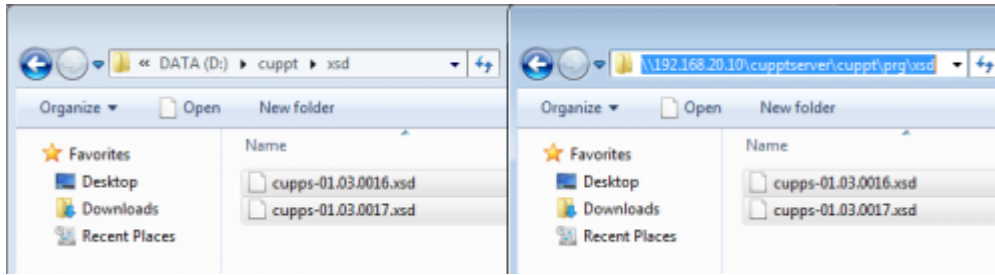 « DATA (D:) ▸ cuppt ▸ xsd
Organize ▾ Open New folder
Favorites
Desktop
Downloads
Recent Places
Name
cupps-01.03.0016.xsd
cupps-01.03.0017.xsd
\\192.168.20.10\cupptserver\cuppt\prg\xsd
Organize ▾ Open New folder
Favorites
Desktop
Downloads
Recent Places
Name
cupps-01.03.0016.xsd
cupps-01.03.0017.xsd